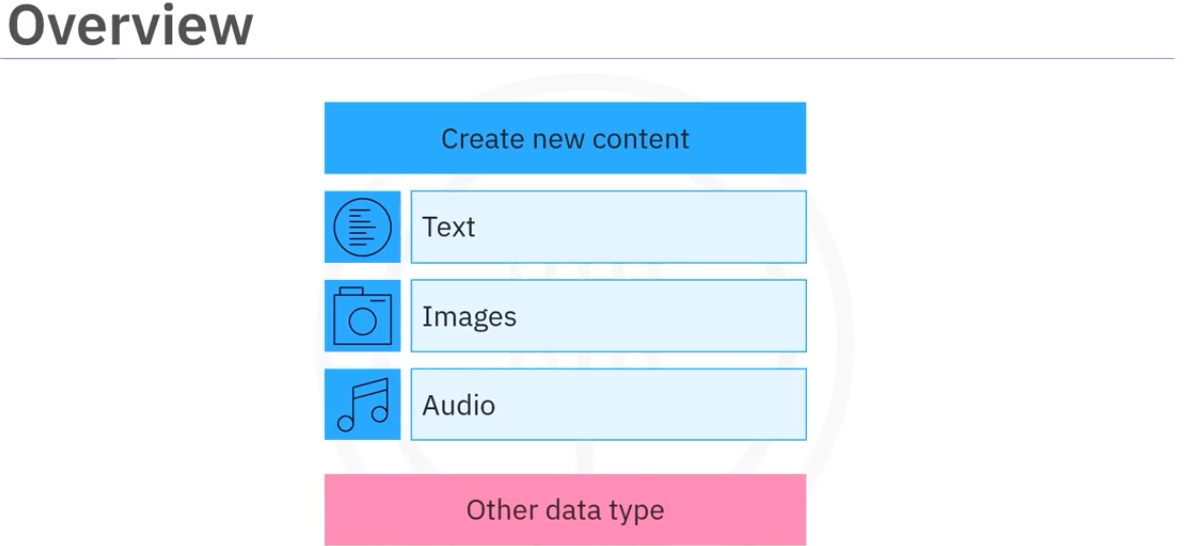 Overview
Create new content
Text
Images
Audio
Other data type